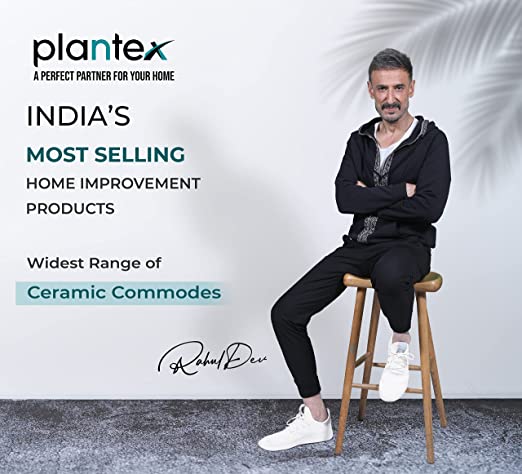 plantex
A PERFECT PARTNER FOR YOUR HOME
INDIA'S
MOST SELLING
HOME IMPROVEMENT
PRODUCTS
Widest Range of
Ceramic Commodes
Rahul Dev